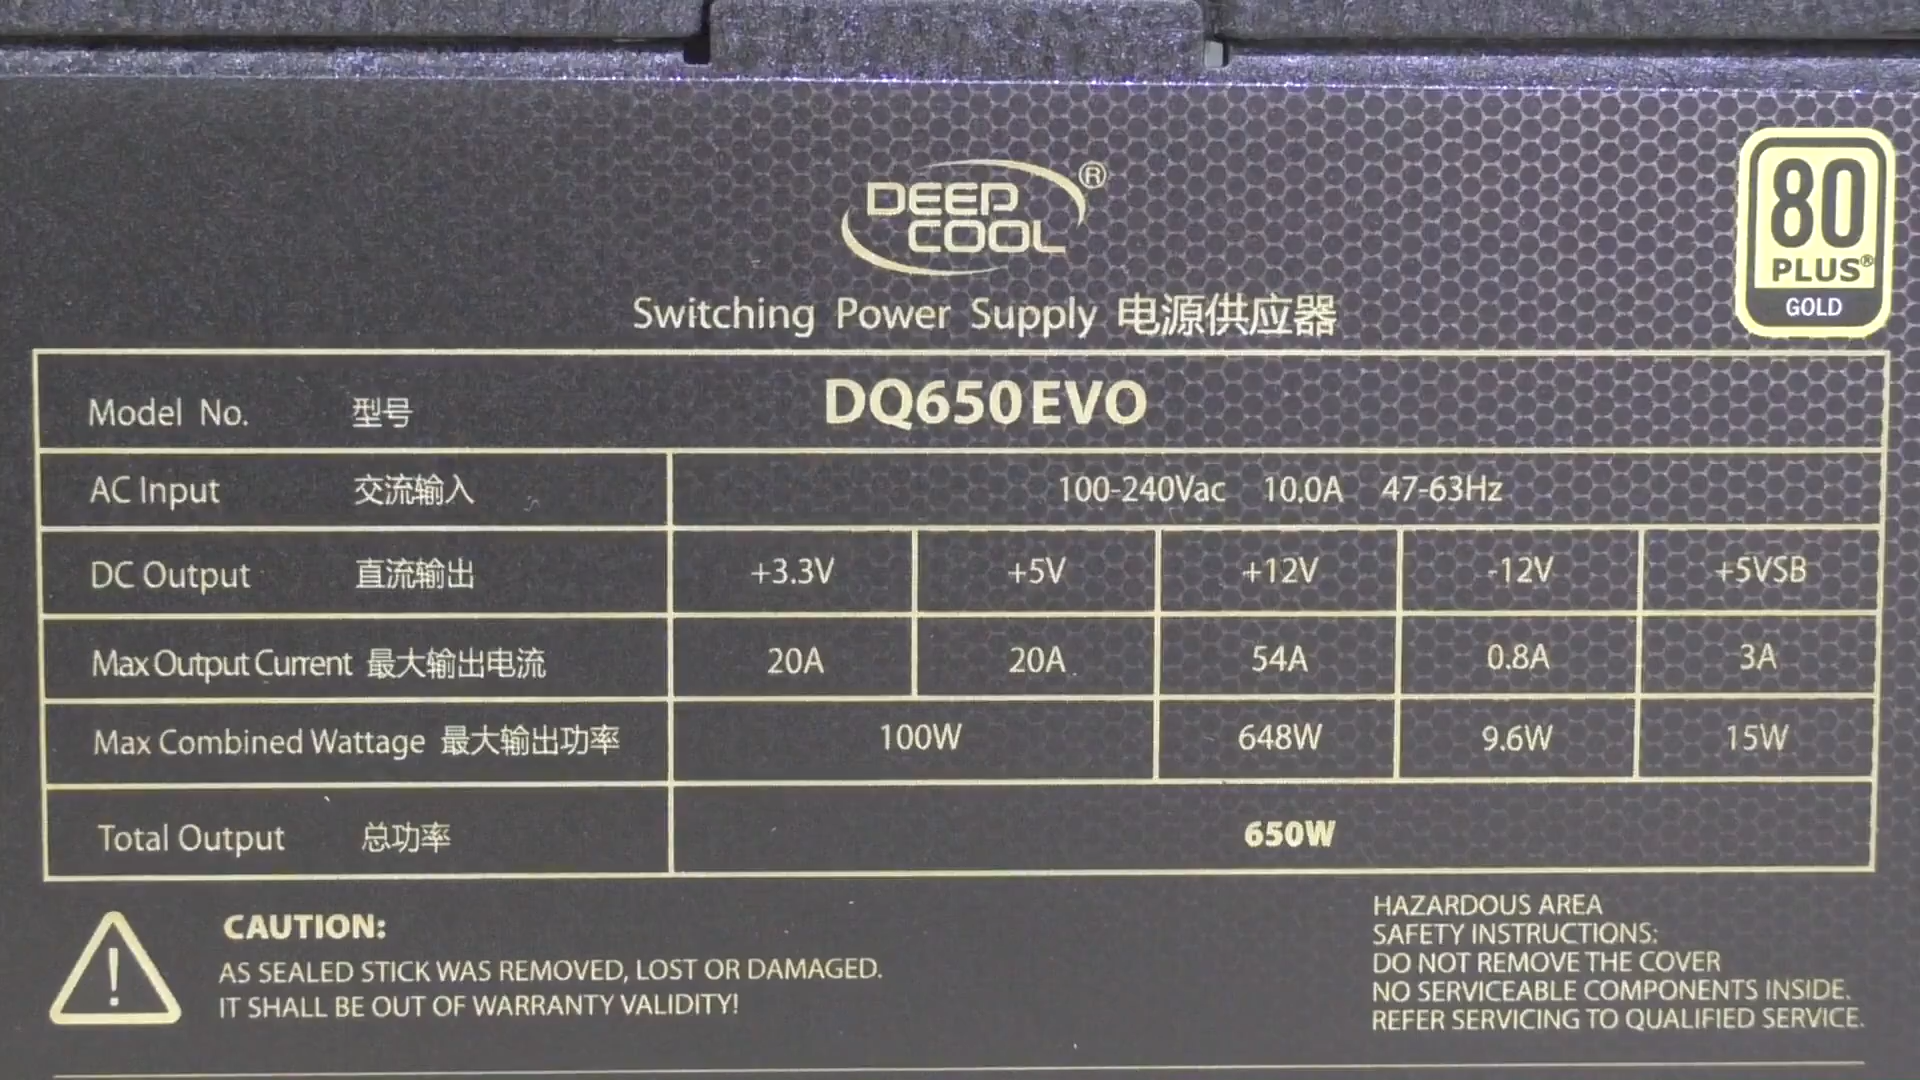 DEEP
COOL®
80
PLUS®
GOLD
Switching Power Supply 电源供应器
Model No. 型号 DQ650EVO
AC Input 交流输入 100-240Vac 10.0A 47-63Hz
DC Output 直流输出 +3.3V +5V +12V -12V +5VSB
Max Output Current 最大输出电流 20A 20A 54A 0.8A 3A
Max Combined Wattage 最大输出功率 100W 648W 9.6W 15W
Total Output 总功率 650W
CAUTION:
AS SEALED STICK WAS REMOVED, LOST OR DAMAGED.
IT SHALL BE OUT OF WARRANTY VALIDITY!
HAZARDOUS AREA
SAFETY INSTRUCTIONS:
DO NOT REMOVE THE COVER
NO SERVICEABLE COMPONENTS INSIDE.
REFER SERVICING TO QUALIFIED SERVICE.